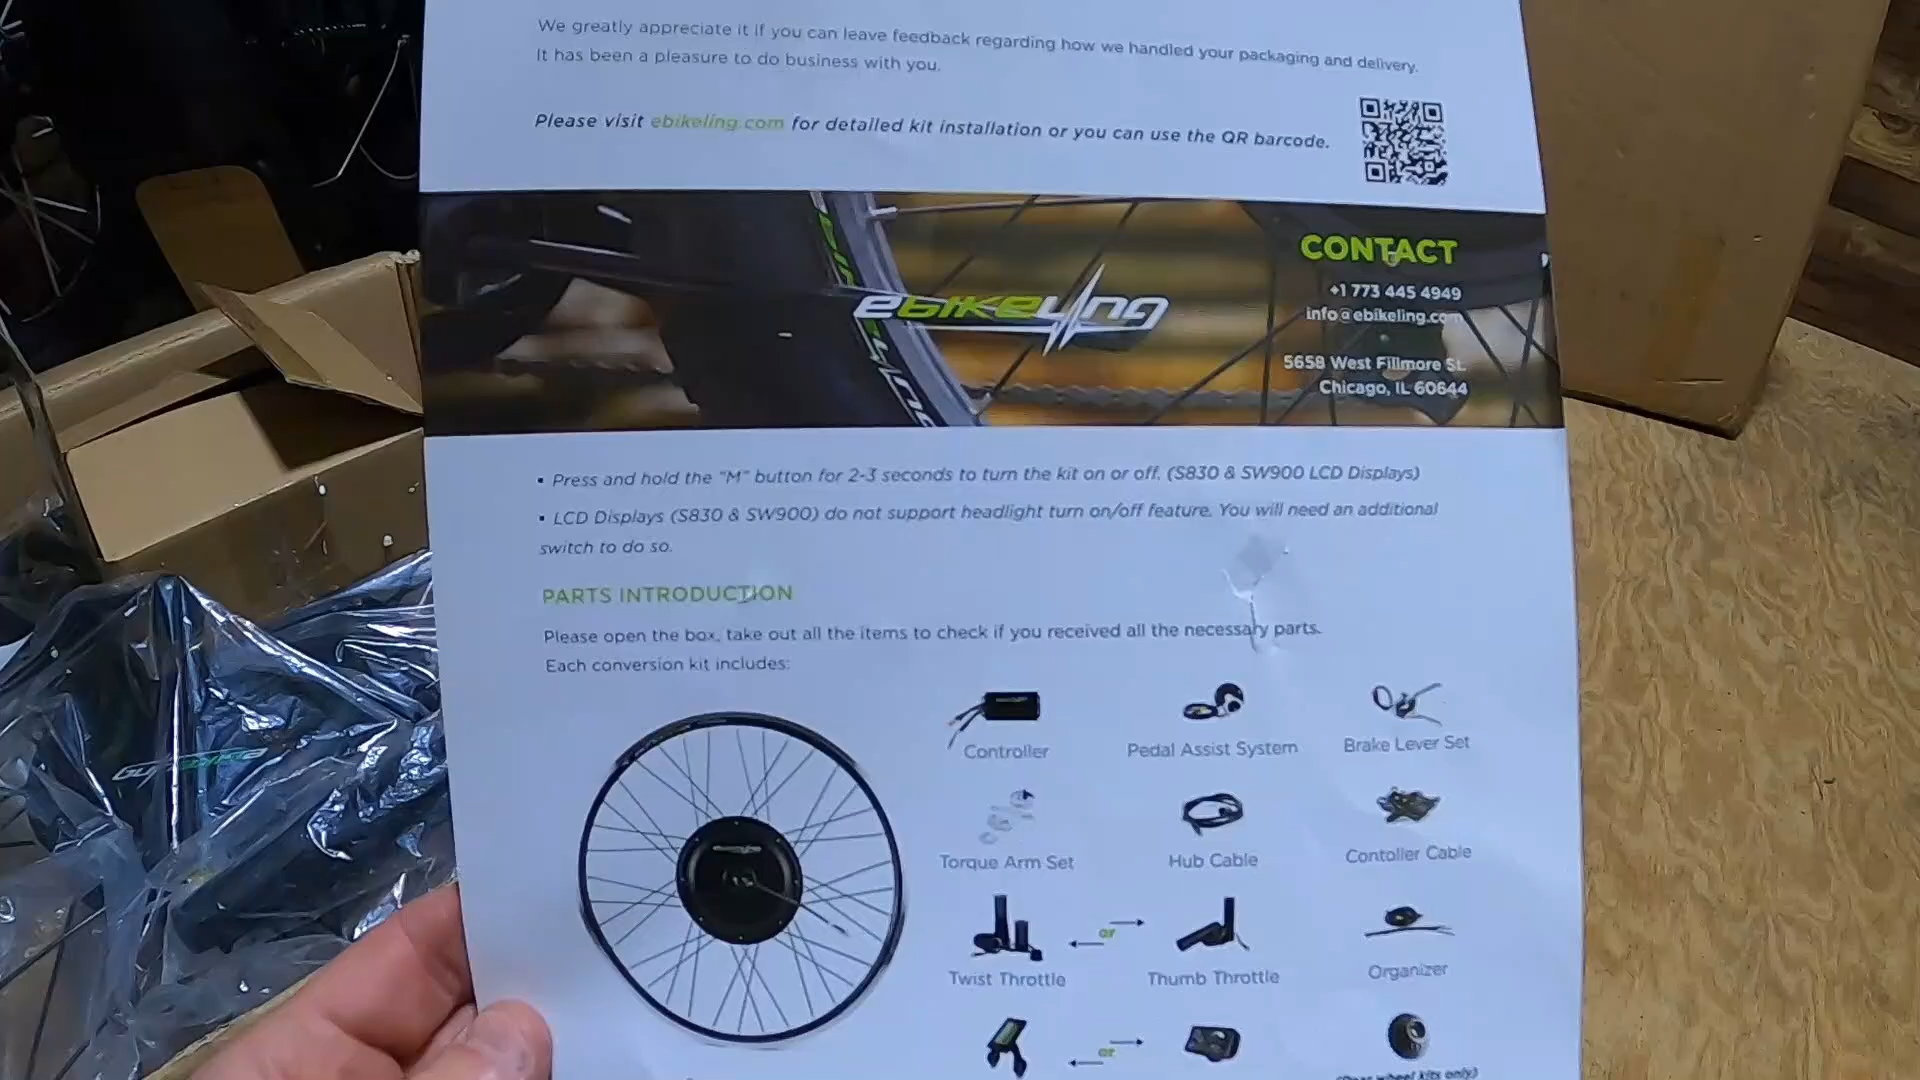 We greatly appreciate it if you can leave feedback regarding how we handled your packaging and delivery.
It has been a pleasure to do business with you.
Please visit ebikeling.com for detailed kit installation or you can use the QR barcode.
ebikeling
CONTACT
+1 773 445 4949
info@ebikeling.com
5658 West Fillmore St.
Chicago, IL 60644
▪ Press and hold the "M" button for 2-3 seconds to turn the kit on or off. (S830 & SW900 LCD Displays)
▪ LCD Displays (S830 & SW900) do not support headlight turn on/off feature. You will need an additional
switch to do so.
PARTS INTRODUCTION
Please open the box, take out all the items to check if you received all the necessary parts.
Each conversion kit includes:
Controller
Pedal Assist System
Brake Lever Set
Torque Arm Set
Hub Cable
Contoller Cable
Twist Throttle
or
Thumb Throttle
Organizer
or
wheel kits only)
ebikeling